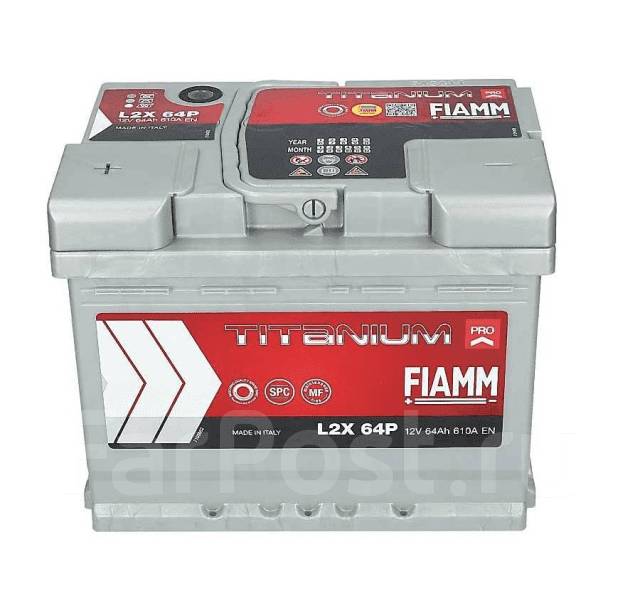 TITANIUM PRO
L2X 64P
12V 64Ah 610A EN
MADE IN ITALY
FIAMM
YEAR
MONTH
TITANIUM PRO
SPC MF
FIAMM
MADE IN ITALY L2X 64P 12V 64Ah 610A EN
FarPost.ru